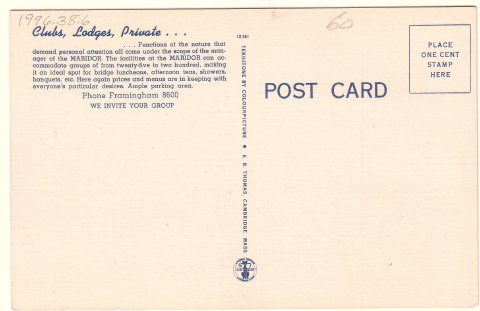 1996.38.6
60
Clubs, Lodges, Private . . .
. . . Functions of the nature that
demand personal attention all come under the scope of the man-
ager of the MARIDOR. The facilities at the MARIDOR can ac-
commodate groups of from twenty-five to two hundred, making
it an ideal spot for bridge luncheons, afternoon teas, showers,
banquets, etc. Here again prices and menus are in keeping with
everyone's particular desires. Ample parking area.
Phone Framingham 8600
WE INVITE YOUR GROUP
TEKNITONE BY COLOURPICTURE ● E. B. THOMAS, CAMBRIDGE, MASS.
POST CARD
PLACE
ONE CENT
STAMP
HERE